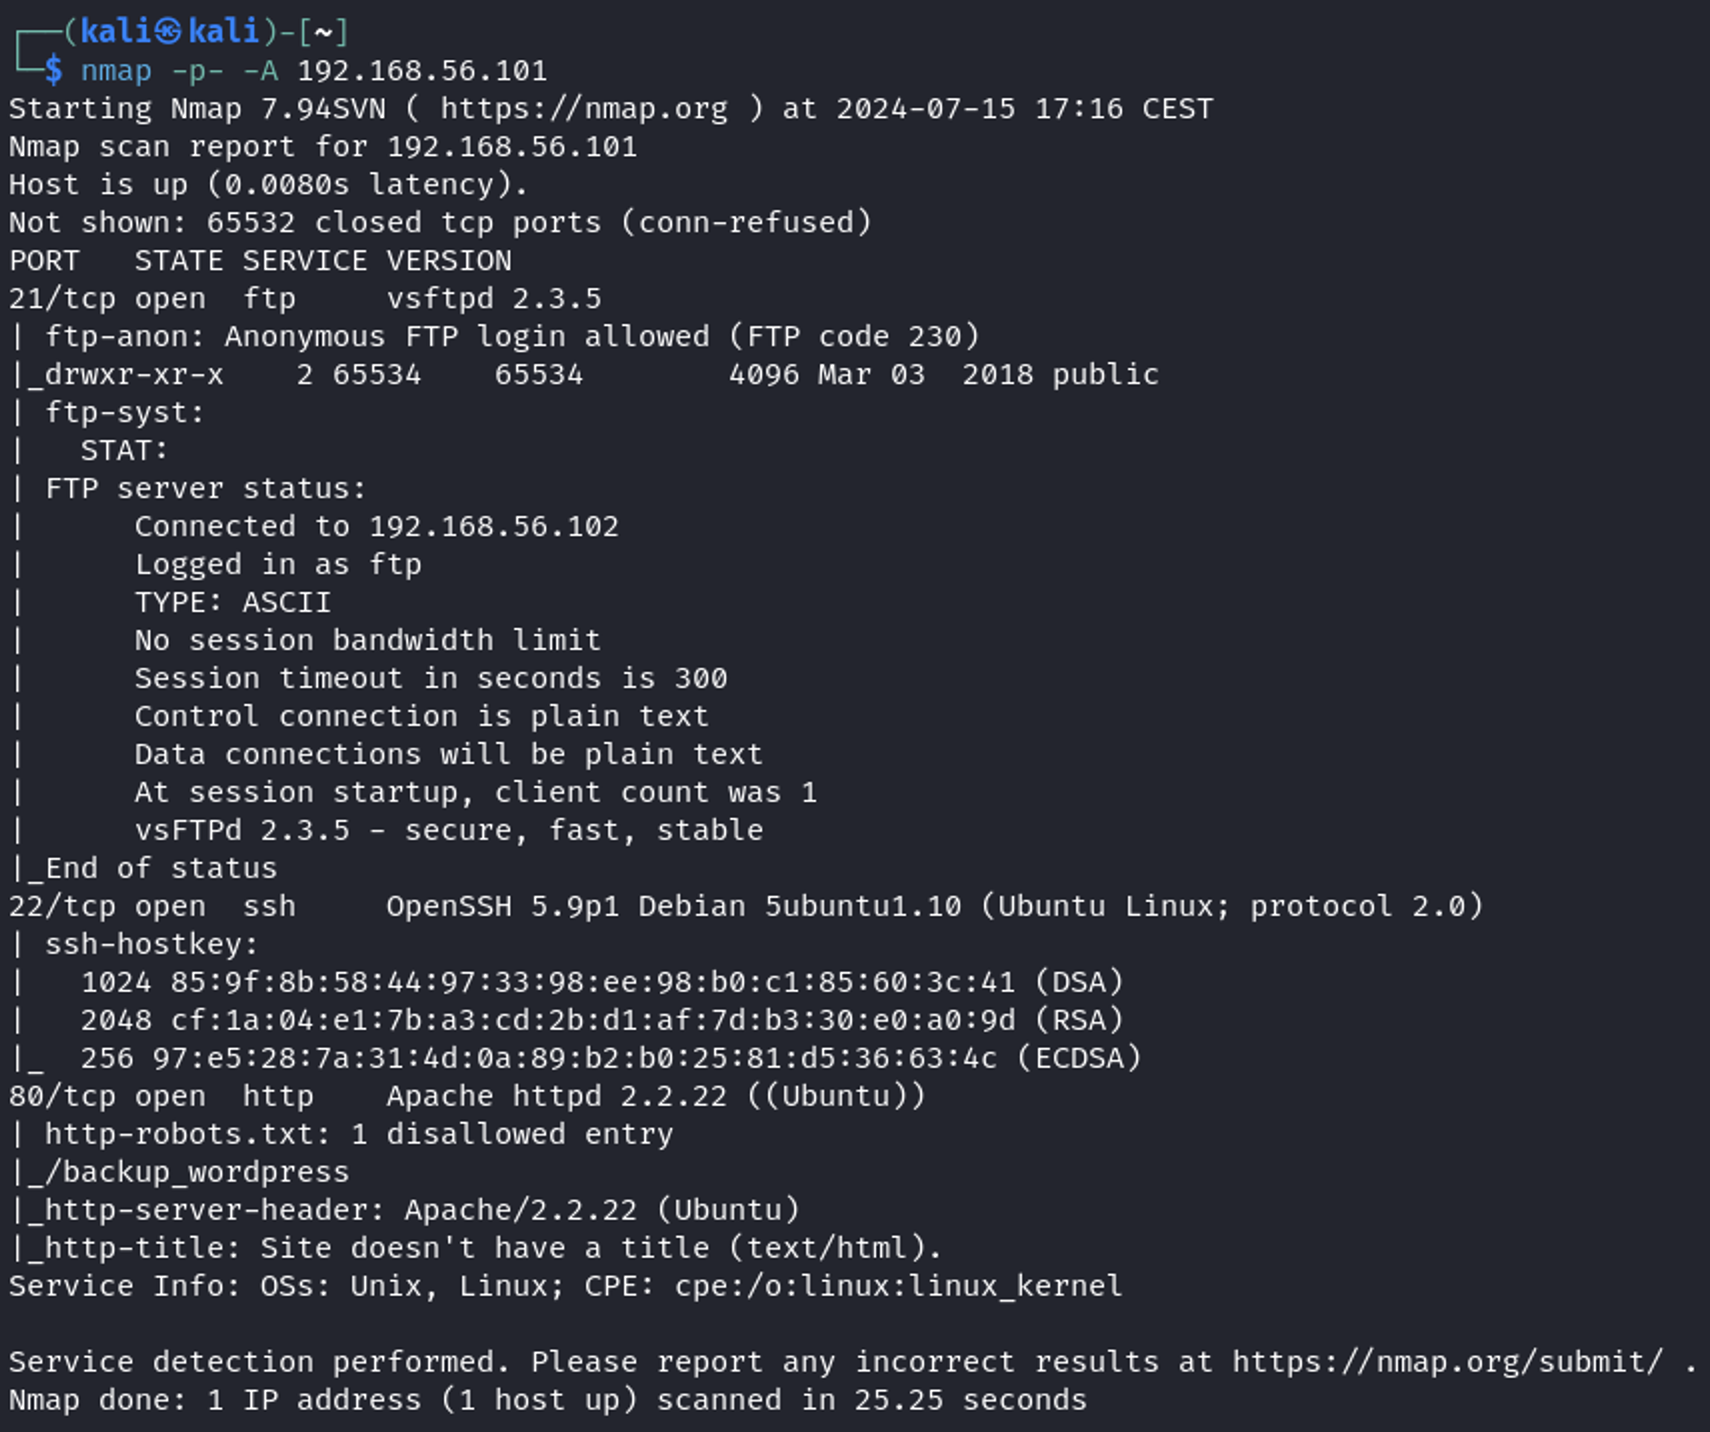 ┌──(kali㉿kali)-[~]
└─$ nmap -p- -A 192.168.56.101
Starting Nmap 7.94SVN ( https://nmap.org ) at 2024-07-15 17:16 CEST
Nmap scan report for 192.168.56.101
Host is up (0.0080s latency).
Not shown: 65532 closed tcp ports (conn-refused)
PORT   STATE SERVICE VERSION
21/tcp open  ftp     vsftpd 2.3.5
| ftp-anon: Anonymous FTP login allowed (FTP code 230)
|_drwxr-xr-x    2 65534    65534        4096 Mar 03  2018 public
| ftp-syst:
|   STAT:
| FTP server status:
|      Connected to 192.168.56.102
|      Logged in as ftp
|      TYPE: ASCII
|      No session bandwidth limit
|      Session timeout in seconds is 300
|      Control connection is plain text
|      Data connections will be plain text
|      At session startup, client count was 1
|      vsFTPd 2.3.5 - secure, fast, stable
|_End of status
22/tcp open  ssh     OpenSSH 5.9p1 Debian 5ubuntu1.10 (Ubuntu Linux; protocol 2.0)
| ssh-hostkey:
|   1024 85:9f:8b:58:44:97:33:98:ee:98:b0:c1:85:60:3c:41 (DSA)
|   2048 cf:1a:04:e1:7b:a3:cd:2b:d1:af:7d:b3:30:e0:a0:9d (RSA)
|_  256 97:e5:28:7a:31:4d:0a:89:b2:b0:25:81:d5:36:63:4c (ECDSA)
80/tcp open  http    Apache httpd 2.2.22 ((Ubuntu))
| http-robots.txt: 1 disallowed entry
|_/backup_wordpress
|_http-server-header: Apache/2.2.22 (Ubuntu)
|_http-title: Site doesn't have a title (text/html).
Service Info: OSs: Unix, Linux; CPE: cpe:/o:linux:linux_kernel

Service detection performed. Please report any incorrect results at https://nmap.org/submit/ .
Nmap done: 1 IP address (1 host up) scanned in 25.25 seconds